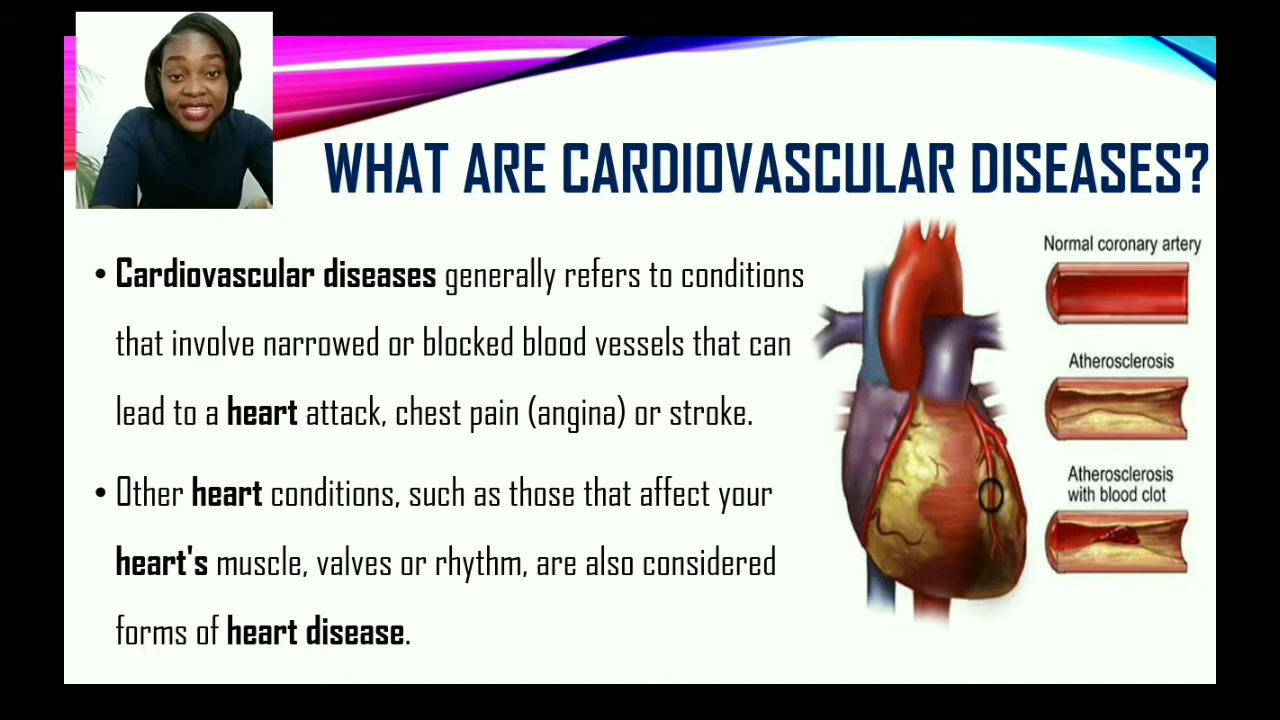 WHAT ARE CARDIOVASCULAR DISEASES?
• Cardiovascular diseases generally refers to conditions
that involve narrowed or blocked blood vessels that can
lead to a heart attack, chest pain (angina) or stroke.
• Other heart conditions, such as those that affect your
heart's muscle, valves or rhythm, are also considered
forms of heart disease.
Normal coronary artery
Atherosclerosis
Atherosclerosis
with blood clot